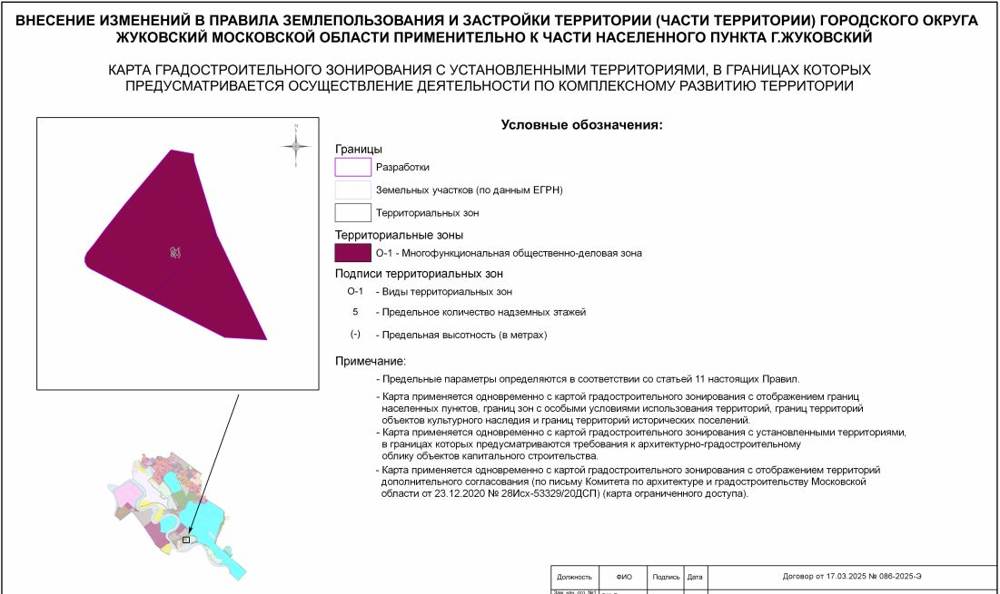 ВНЕСЕНИЕ ИЗМЕНЕНИЙ В ПРАВИЛА ЗЕМЛЕПОЛЬЗОВАНИЯ И ЗАСТРОЙКИ ТЕРРИТОРИИ (ЧАСТИ ТЕРРИТОРИИ) ГОРОДСКОГО ОКРУГА
ЖУКОВСКИЙ МОСКОВСКОЙ ОБЛАСТИ ПРИМЕНИТЕЛЬНО К ЧАСТИ НАСЕЛЕННОГО ПУНКТА Г.ЖУКОВСКИЙ
КАРТА ГРАДОСТРОИТЕЛЬНОГО ЗОНИРОВАНИЯ С УСТАНОВЛЕННЫМИ ТЕРРИТОРИЯМИ, В ГРАНИЦАХ КОТОРЫХ
ПРЕДУСМАТРИВАЕТСЯ ОСУЩЕСТВЛЕНИЕ ДЕЯТЕЛЬНОСТИ ПО КОМПЛЕКСНОМУ РАЗВИТИЮ ТЕРРИТОРИИ
N
S
Условные обозначения:
Границы
Разработки
Земельных участков (по данным ЕГРН)
Территориальных зон
Территориальные зоны
О-1 - Многофункциональная общественно-деловая зона
Подписи территориальных зон
О-1 - Виды территориальных зон
5 - Предельное количество надземных этажей
(-) - Предельная высотность (в метрах)
Примечание:
- Предельные параметры определяются в соответствии со статьей 11 настоящих Правил.
- Карта применяется одновременно с картой градостроительного зонирования с отображением границ
населенных пунктов, границ зон с особыми условиями использования территорий, границ территорий
объектов культурного наследия и границ территорий исторических поселений.
- Карта применяется одновременно с картой градостроительного зонирования с установленными территориями,
в границах которых предусматриваются требования к архитектурно-градостроительному
облику объектов капитального строительства.
- Карта применяется одновременно с картой градостроительного зонирования с отображением территорий
дополнительного согласования (по письму Комитета по архитектуре и градостроительству Московской
области от 23.12.2020 № 28Исх-53329/20ДСП) (карта ограниченного доступа).
Должность ФИО Подпись Дата Договор от 17.03.2025 № 086-2025-Э